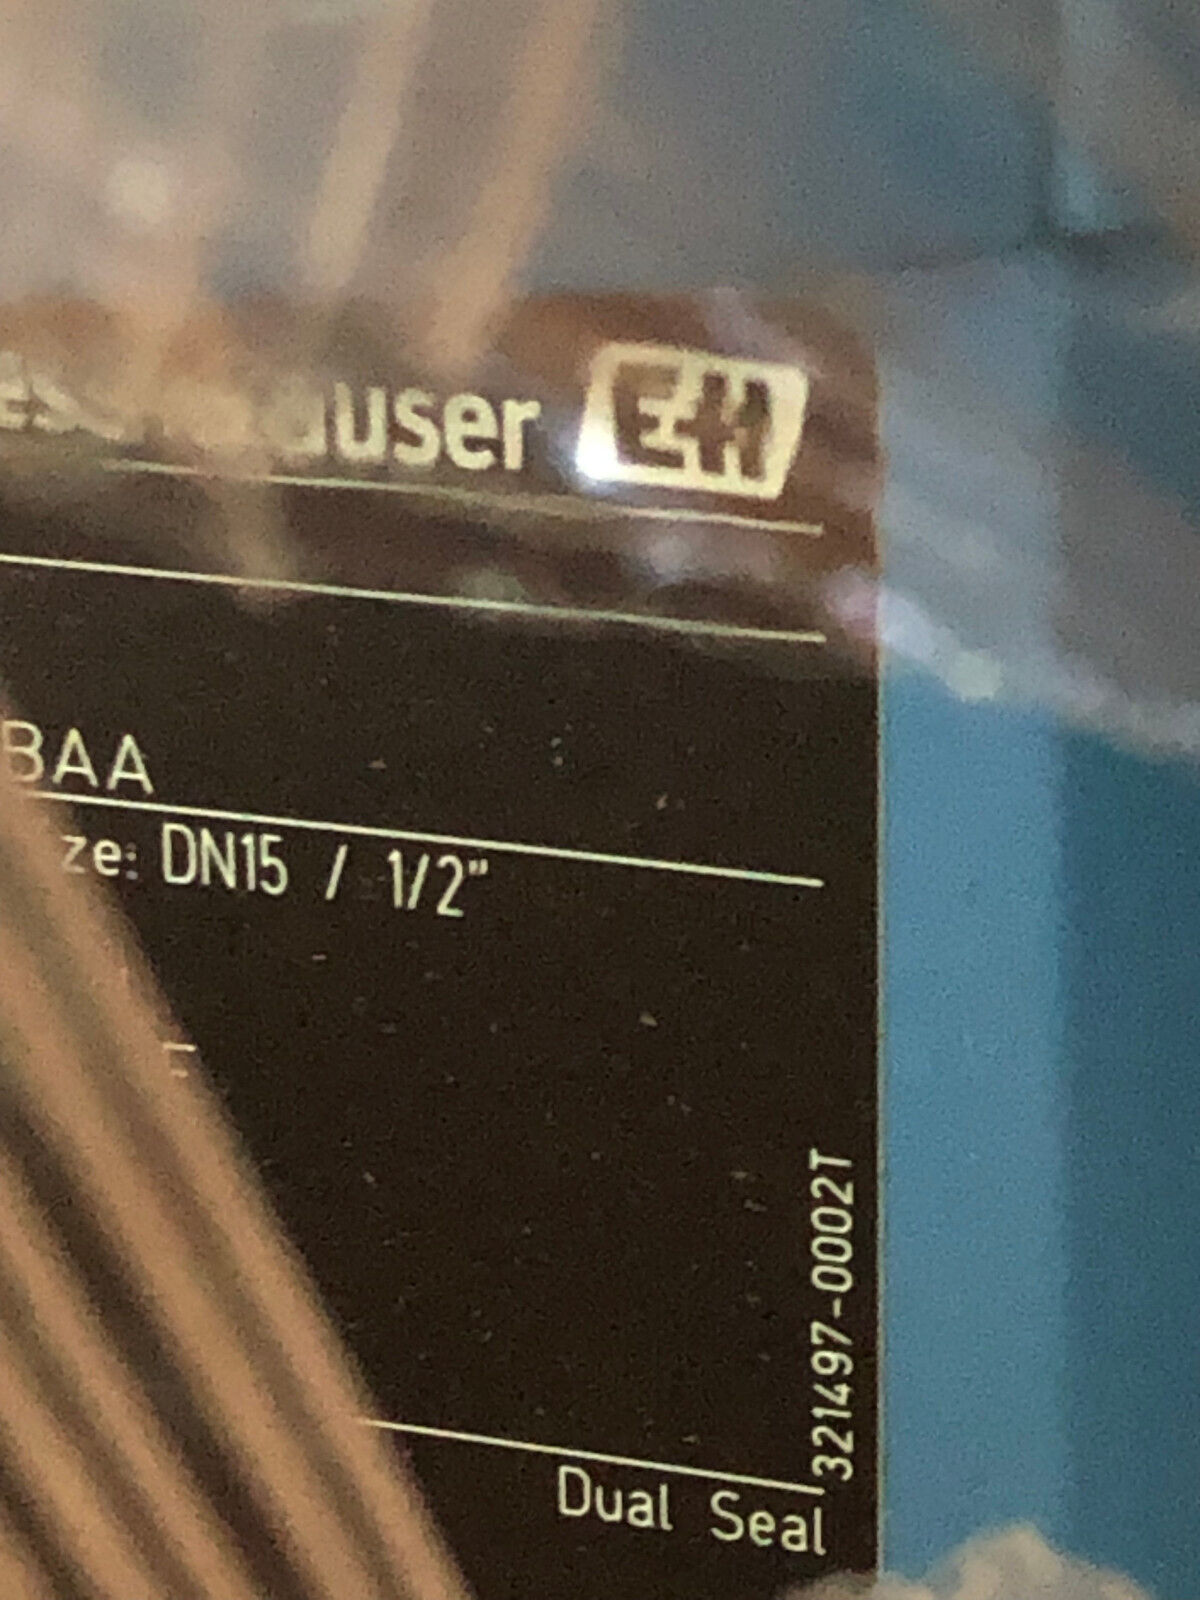 auser E+H
BAA
ze: DN15 / 1/2"
321497-0002T
Dual Seal